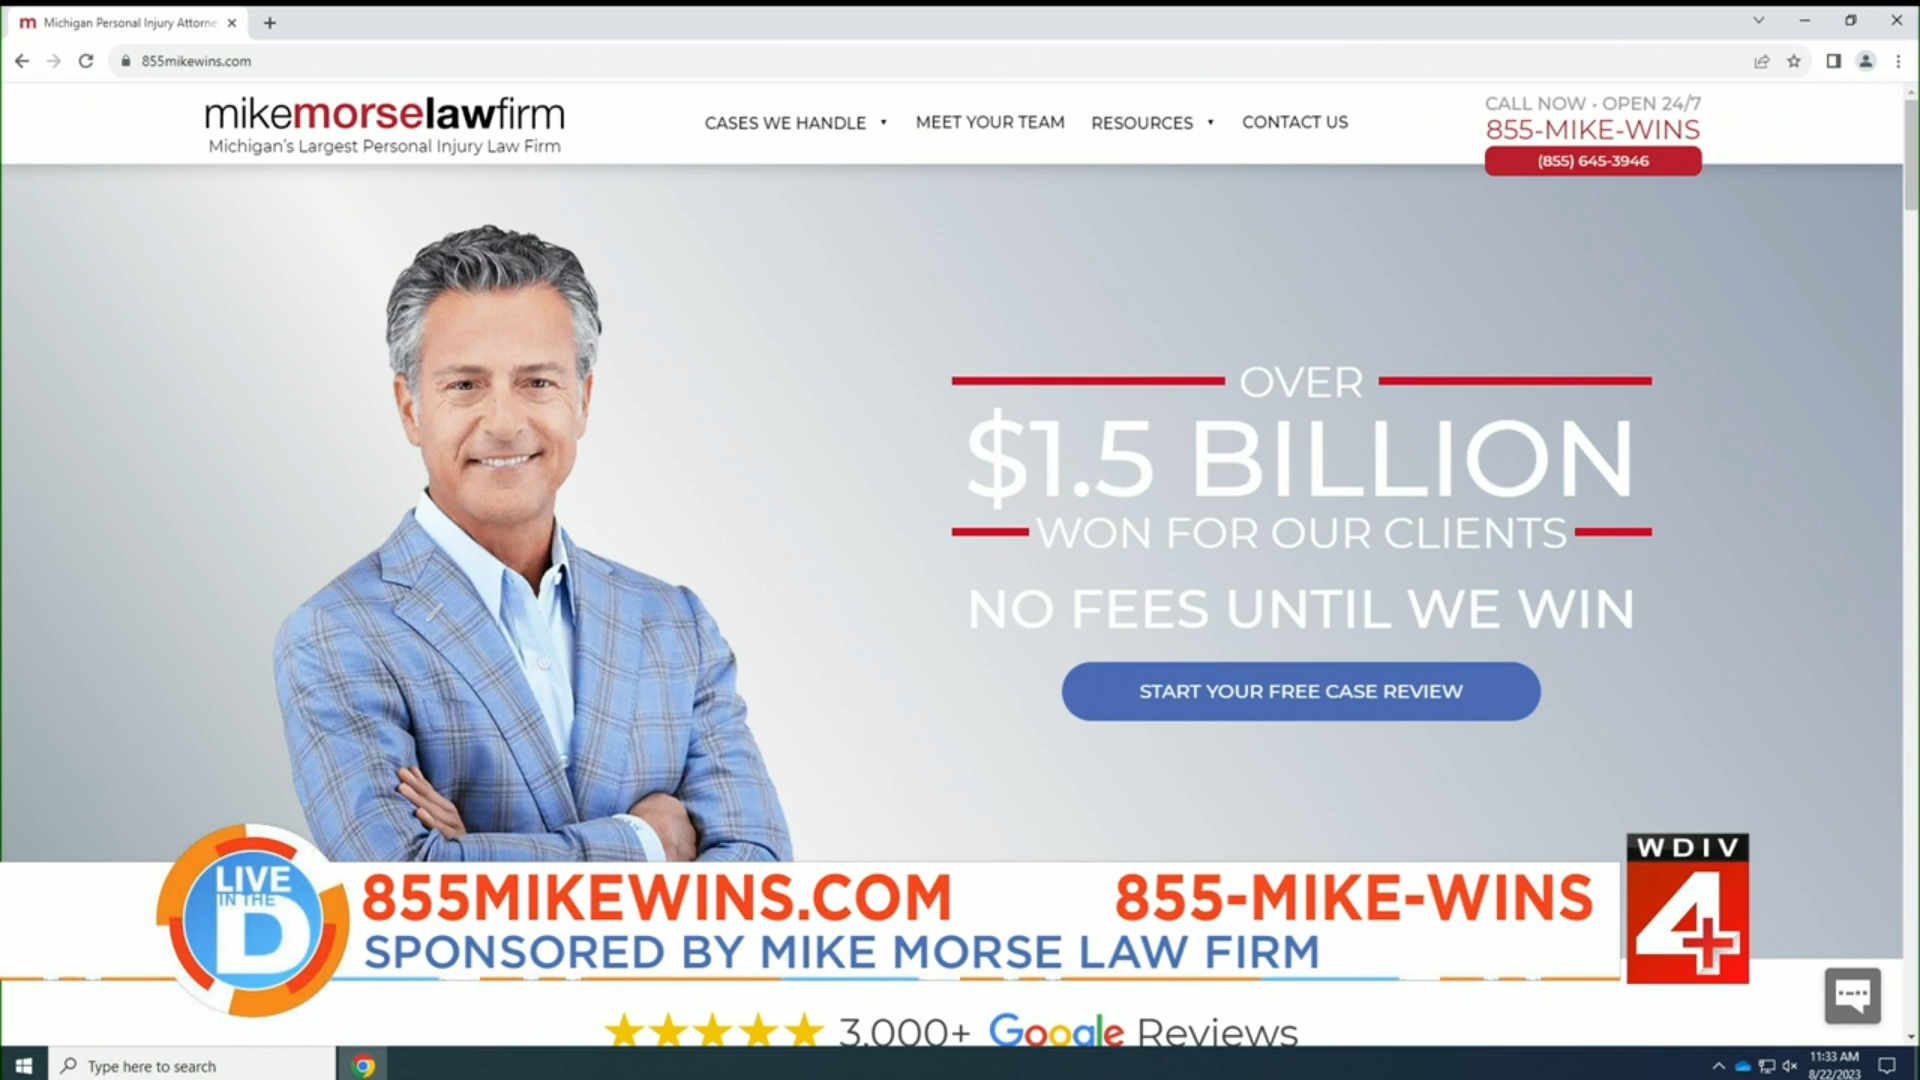 m Michigan Personal Injury Attorne
855mikewins.com
mikemorselawfirm
Michigan's Largest Personal Injury Law Firm
CASES WE HANDLE
MEET YOUR TEAM
RESOURCES
CONTACT US
CALL NOW • OPEN 24/7
855-MIKE-WINS
(855) 645-3946
OVER
$1.5 BILLION
WON FOR OUR CLIENTS
NO FEES UNTIL WE WIN
START YOUR FREE CASE REVIEW
LIVE
IN THE
D
855MIKEWINS.COM
855-MIKE-WINS
SPONSORED BY MIKE MORSE LAW FIRM
WDIV
4+
3,000+ Google Reviews
Type here to search
11:33 AM
8/22/2023